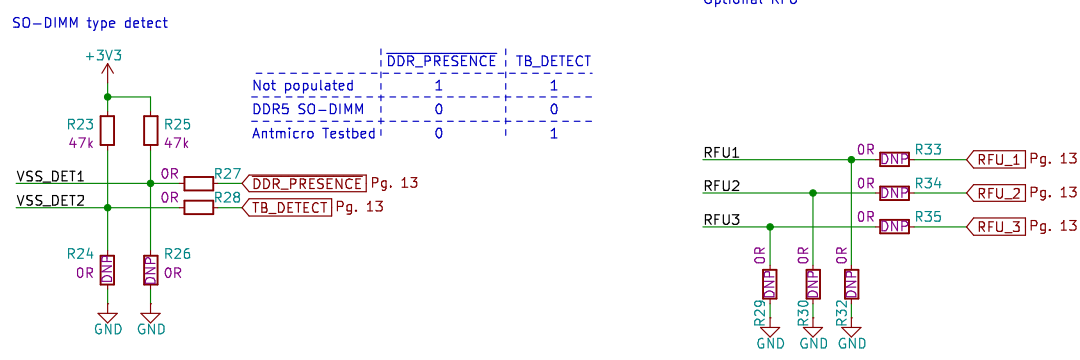 Optional RFU
SO-DIMM type detect
+3V3
DDR_PRESENCE TB_DETECT
Not populated 1 1
DDR5 SO-DIMM 0 0
Antmicro Testbed 0 1
R23 47k
R25 47k
VSS_DET1 0R R27 DDR_PRESENCE Pg. 13
VSS_DET2 0R R28 TB_DETECT Pg. 13
R24 0R DNP
R26 0R DNP
GND GND
RFU1 0R DNP R33 RFU_1 Pg. 13
RFU2 0R DNP R34 RFU_2 Pg. 13
RFU3 0R DNP R35 RFU_3 Pg. 13
0R 0R 0R
DNP DNP DNP
R29 R30 R32
GND GND GND